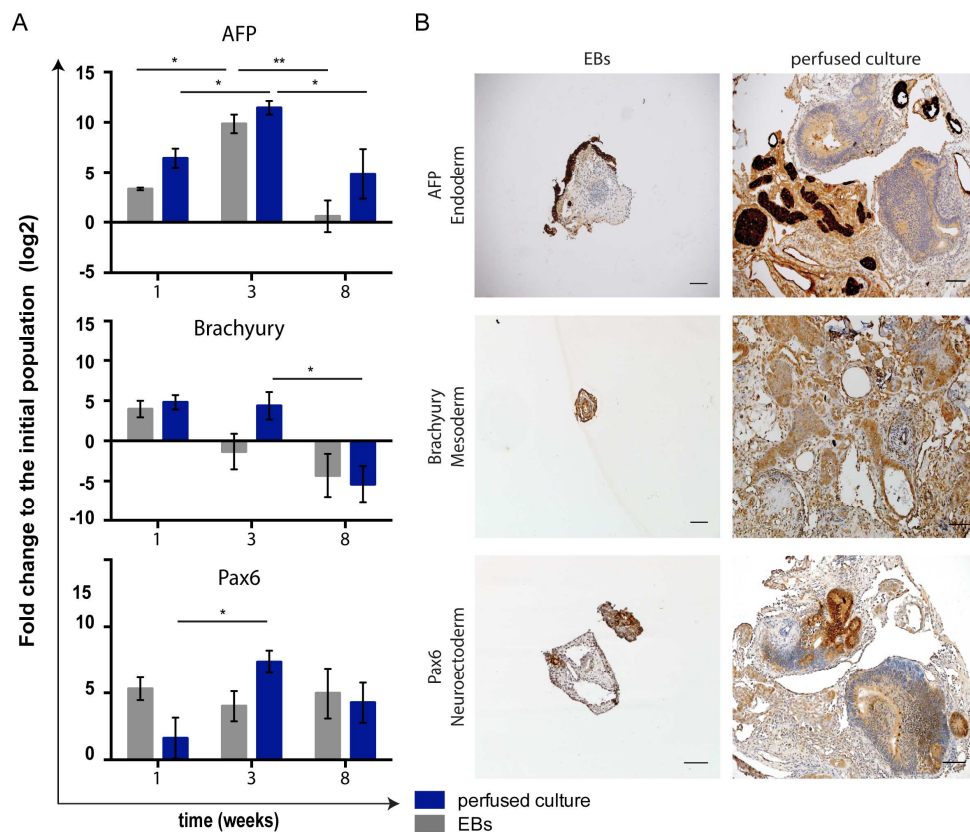 A
AFP
15
10
5
0
-5
* **
* *
1 3 8
Brachyury
15
10
5
0
-5
-10
*
1 3 8
Pax6
10
5
0
*
1 3 8
Fold change to the initial population (log2)
time (weeks)
perfused culture
EBs
B
EBs perfused culture
AFP
Endoderm
Brachyury
Mesoderm
Pax6
Neuroectoderm